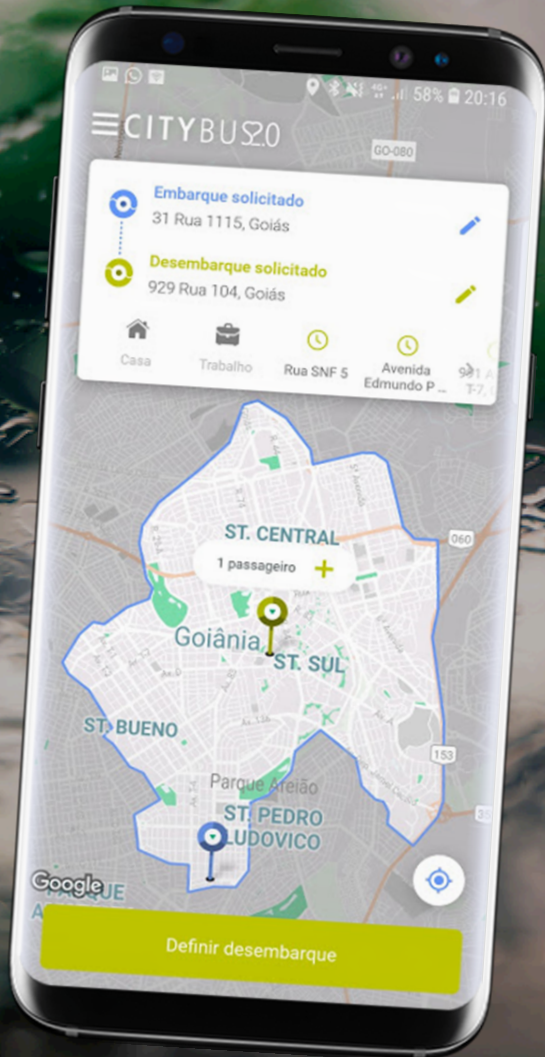 58% 20:16
CITYBUS2.0
GO-080
Embarque solicitado
31 Rua 1115, Goiás
Desembarque solicitado
929 Rua 104, Goiás
Casa
Trabalho
Rua SNF 5
Avenida
Edmundo P ...
ST. CENTRAL
060
1 passageiro
Goiânia
ST. SUL
ST. BUENO
153
Parque Areião
ST. PEDRO
LUDOVICO
Google
Definir desembarque